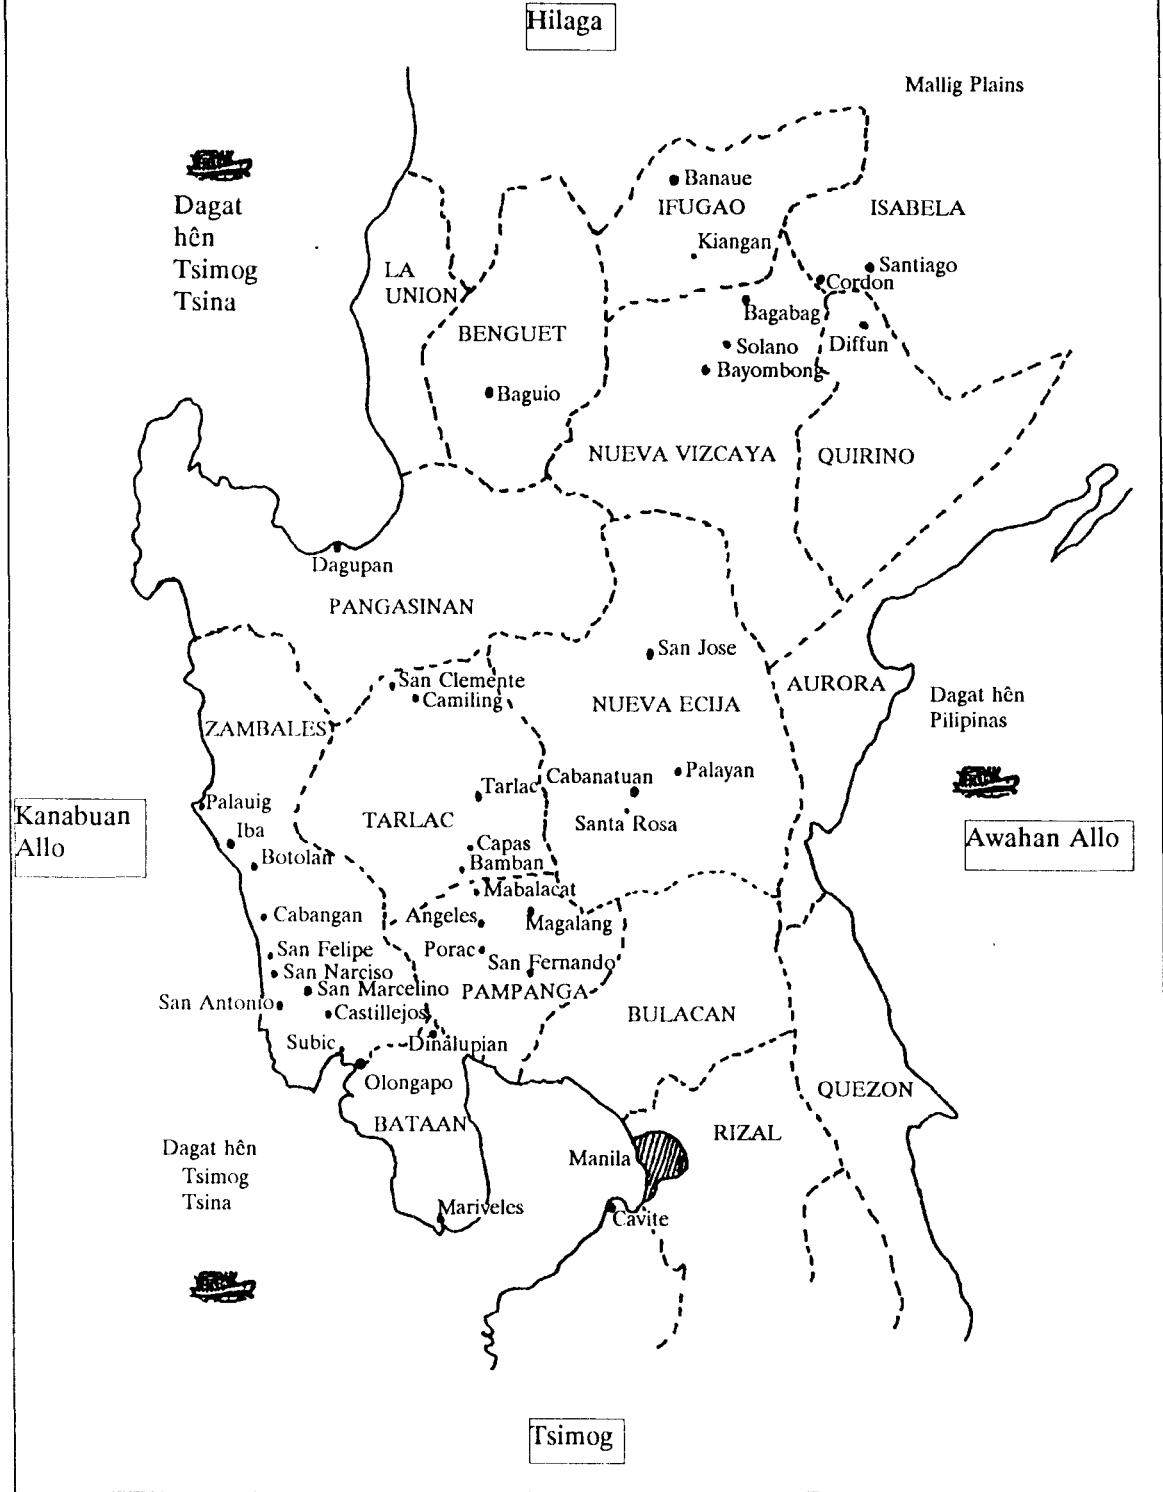 Hilaga
Mallig Plains
Dagat
hên
Tsimog
Tsina
Banaue
IFUGAO
ISABELA
Kiangan
Santiago
Cordon
LA
UNION
Bagabag
BENGUET
Solano
Diffun
Bayombong
Baguio
NUEVA VIZCAYA
QUIRINO
Dagupan
PANGASINAN
San Jose
San Clemente
Camiling
AURORA
NUEVA ECIJA
Dagat hên
Pilipinas
ZAMBALES
Palayan
Cabanatuan
Tarlac
Palauig
Kanabuan
Allo
Iba
TARLAC
Santa Rosa
Awahan Allo
Capas
Botolan
Bamban
Mabalacat
Cabangan
Angeles
Magalang
San Felipe
Porac
San Fernando
San Narciso
San Marcelino
PAMPANGA
San Antonio
Castillejos
BULACAN
Subic
Dinalupian
Olongapo
QUEZON
BATAAN
RIZAL
Dagat hên
Tsimog
Tsina
Manila
Mariveles
Cavite
Tsimog